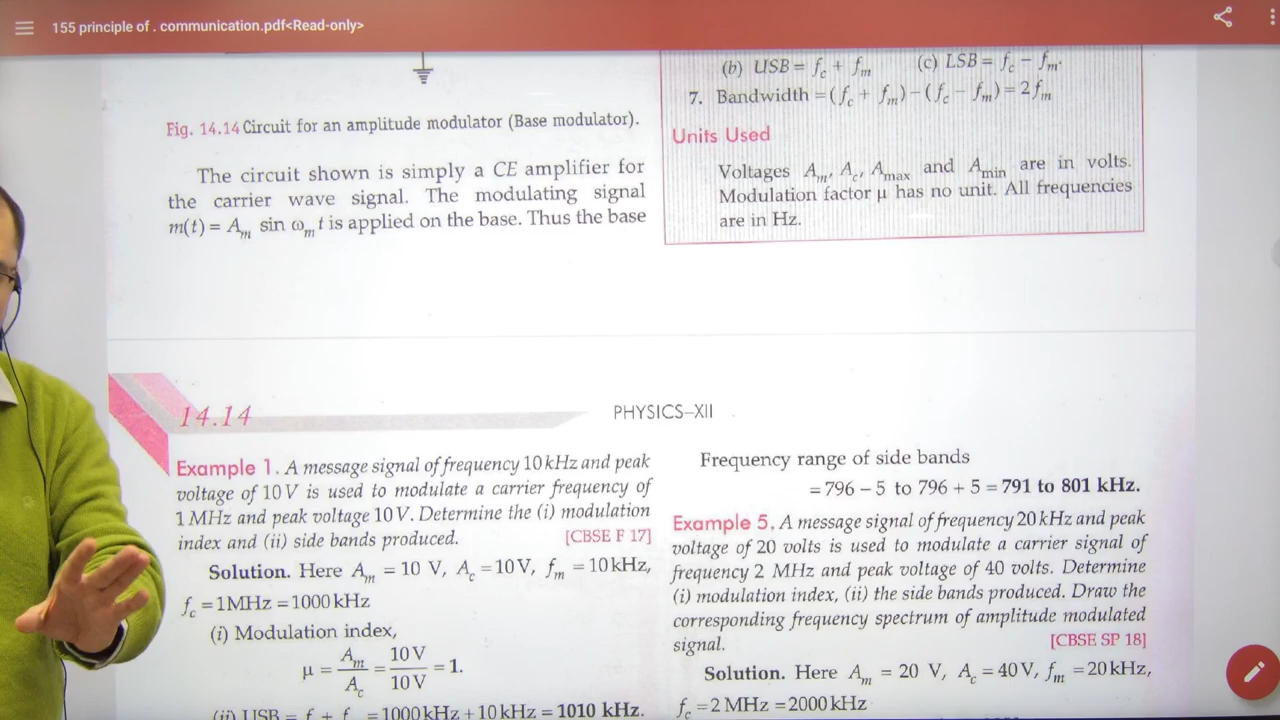 155 principle of . communication.pdf<Read-only>
Fig. 14.14 Circuit for an amplitude modulator (Base modulator).
The circuit shown is simply a CE amplifier for
the carrier wave signal. The modulating signal
m(t) = A_m sin ω_m t is applied on the base. Thus the base
(b) USB = f_c + f_m (c) LSB = f_c − f_m.
7. Bandwidth = (f_c + f_m) − (f_c − f_m) = 2 f_m
Units Used
Voltages A_m, A_c, A_max and A_min are in volts.
Modulation factor μ has no unit. All frequencies
are in Hz.
14.14
PHYSICS–XII
Example 1. A message signal of frequency 10 kHz and peak
voltage of 10 V is used to modulate a carrier frequency of
1 MHz and peak voltage 10 V. Determine the (i) modulation
index and (ii) side bands produced. [CBSE F 17]
Solution. Here A_m = 10 V, A_c = 10 V, f_m = 10 kHz,
f_c = 1 MHz = 1000 kHz
(i) Modulation index,
μ = A_m / A_c = 10 V / 10 V = 1.
(ii) USB = f_c + f_m = 1000 kHz + 10 kHz = 1010 kHz.
Frequency range of side bands
= 796 − 5 to 796 + 5 = 791 to 801 kHz.
Example 5. A message signal of frequency 20 kHz and peak
voltage of 20 volts is used to modulate a carrier signal of
frequency 2 MHz and peak voltage of 40 volts. Determine
(i) modulation index, (ii) the side bands produced. Draw the
corresponding frequency spectrum of amplitude modulated
signal. [CBSE SP 18]
Solution. Here A_m = 20 V, A_c = 40 V, f_m = 20 kHz,
f_c = 2 MHz = 2000 kHz